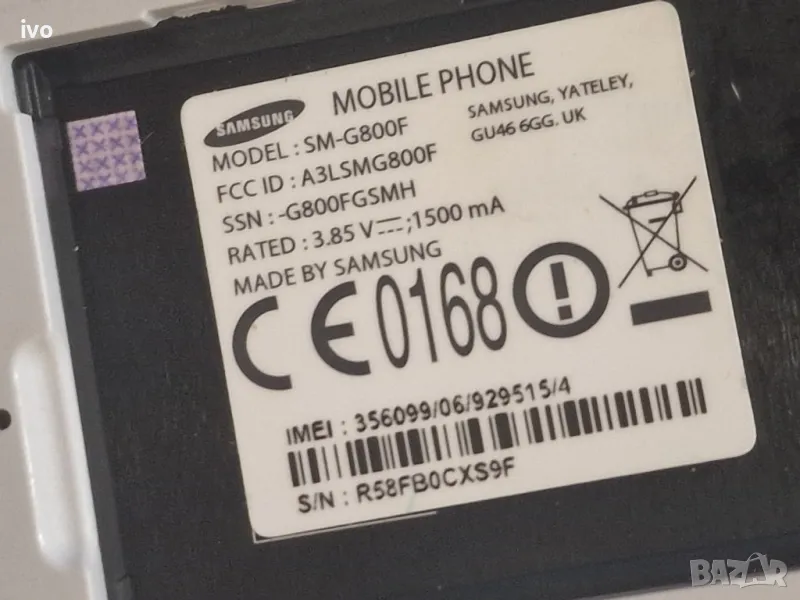 ivo
SAMSUNG
MOBILE PHONE
MODEL : SM-G800F
FCC ID : A3LSMG800F
SSN : -G800FGSMH
RATED : 3.85 V⎓;1500 mA
MADE BY SAMSUNG
SAMSUNG, YATELEY,
GU46 6GG. UK
CE0168
IMEI : 356099/06/929515/4
S/N : R58FB0CXS9F
BAZAR